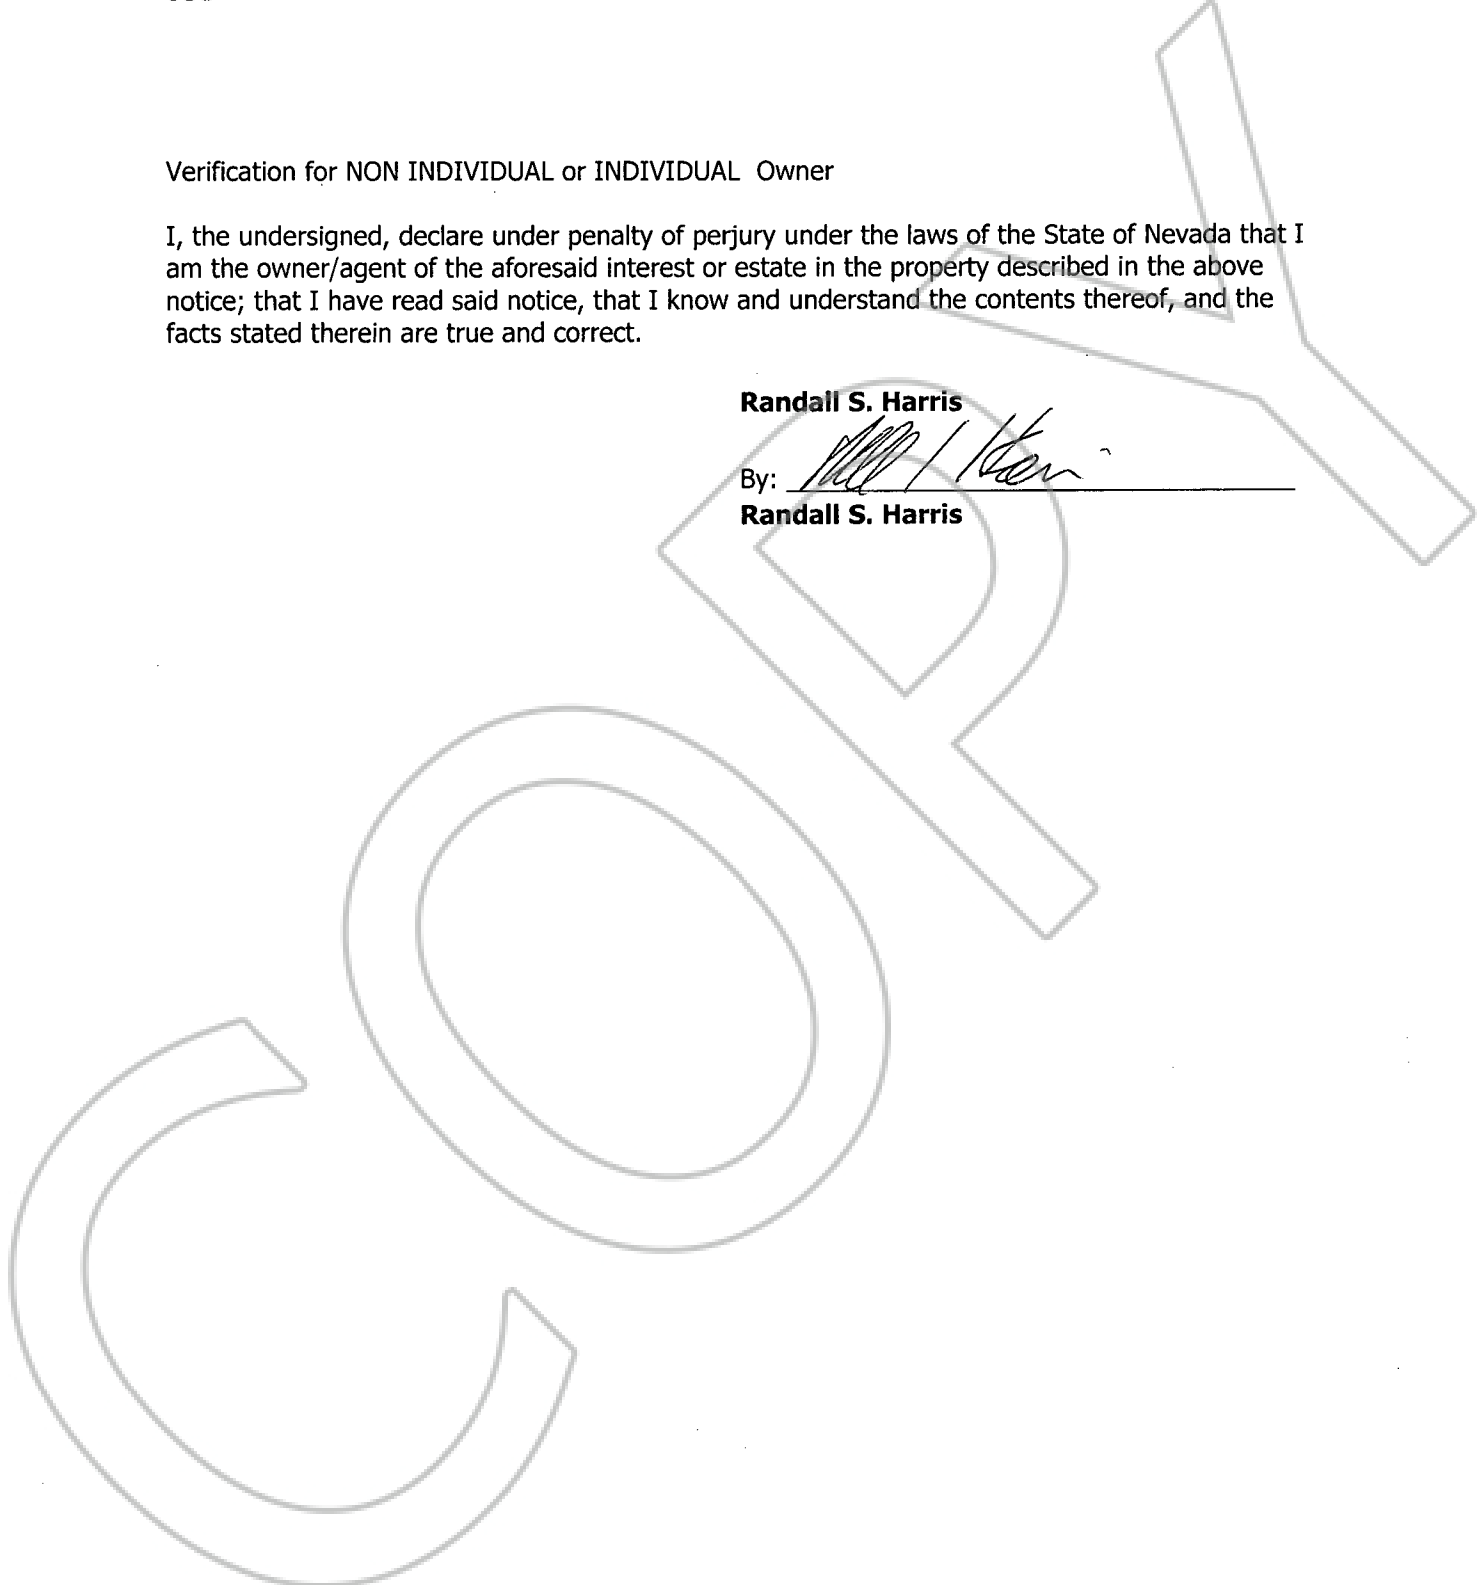 Verification for NON INDIVIDUAL or INDIVIDUAL Owner
I, the undersigned, declare under penalty of perjury under the laws of the State of Nevada that I
am the owner/agent of the aforesaid interest or estate in the property described in the above
notice; that I have read said notice, that I know and understand the contents thereof, and the
facts stated therein are true and correct.
Randall S. Harris
By:
Randall S. Harris
COPY